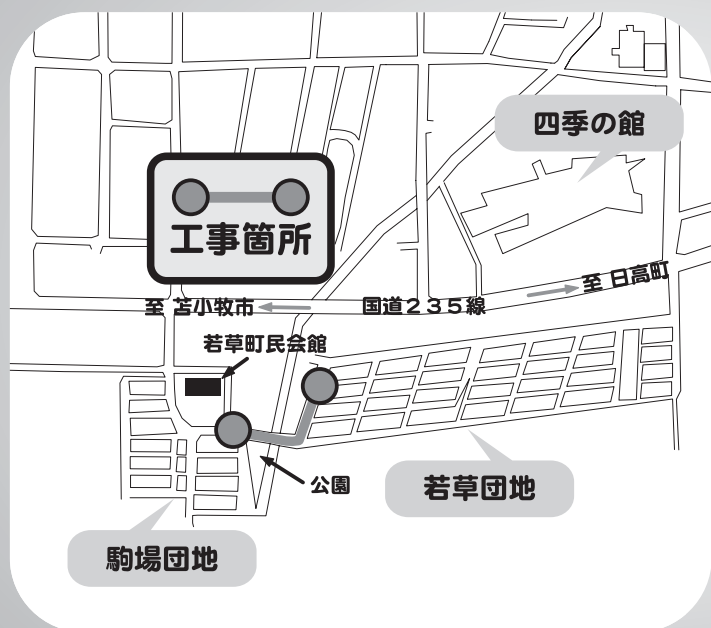 四季の館
工事箇所
至 日高町
至 苫小牧市
国道235線
若草町民会館
公園
若草団地
駒場団地